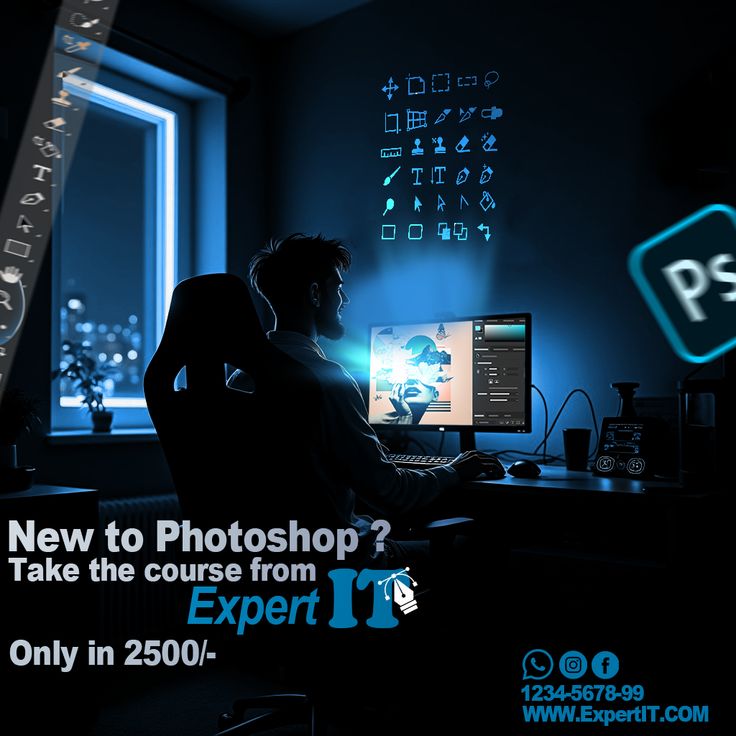 T
T IT
Ps
New to Photoshop ?
Take the course from
Expert IT
Only in 2500/-
1234-5678-99
WWW.ExpertIT.COM